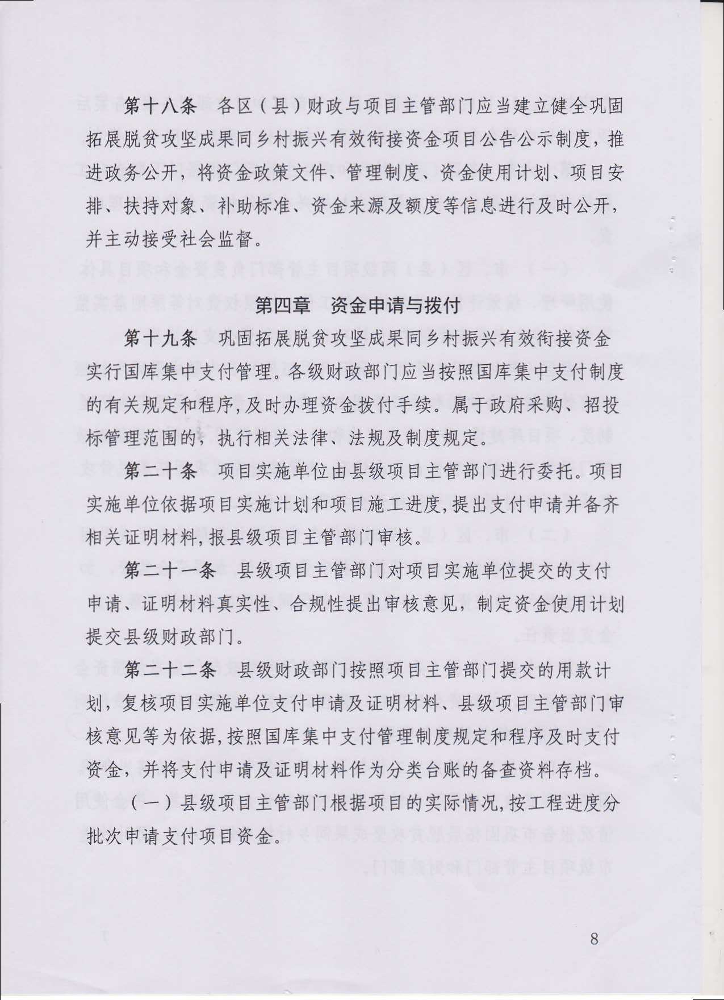 第十八条 各区（县）财政与项目主管部门应当建立健全巩固
拓展脱贫攻坚成果同乡村振兴有效衔接资金项目公告公示制度，推
进政务公开，将资金政策文件、管理制度、资金使用计划、项目安
排、扶持对象、补助标准、资金来源及额度等信息进行及时公开，
并主动接受社会监督。
第四章 资金申请与拨付
第十九条 巩固拓展脱贫攻坚成果同乡村振兴有效衔接资金
实行国库集中支付管理。各级财政部门应当按照国库集中支付制度
的有关规定和程序,及时办理资金拨付手续。属于政府采购、招投
标管理范围的，执行相关法律、法规及制度规定。
第二十条 项目实施单位由县级项目主管部门进行委托。项目
实施单位依据项目实施计划和项目施工进度,提出支付申请并备齐
相关证明材料,报县级项目主管部门审核。
第二十一条 县级项目主管部门对项目实施单位提交的支付
申请、证明材料真实性、合规性提出审核意见，制定资金使用计划
提交县级财政部门。
第二十二条 县级财政部门按照项目主管部门提交的用款计
划，复核项目实施单位支付申请及证明材料、县级项目主管部门审
核意见等为依据,按照国库集中支付管理制度规定和程序及时支付
资金，并将支付申请及证明材料作为分类台账的备查资料存档。
（一）县级项目主管部门根据项目的实际情况,按工程进度分
批次申请支付项目资金。
8